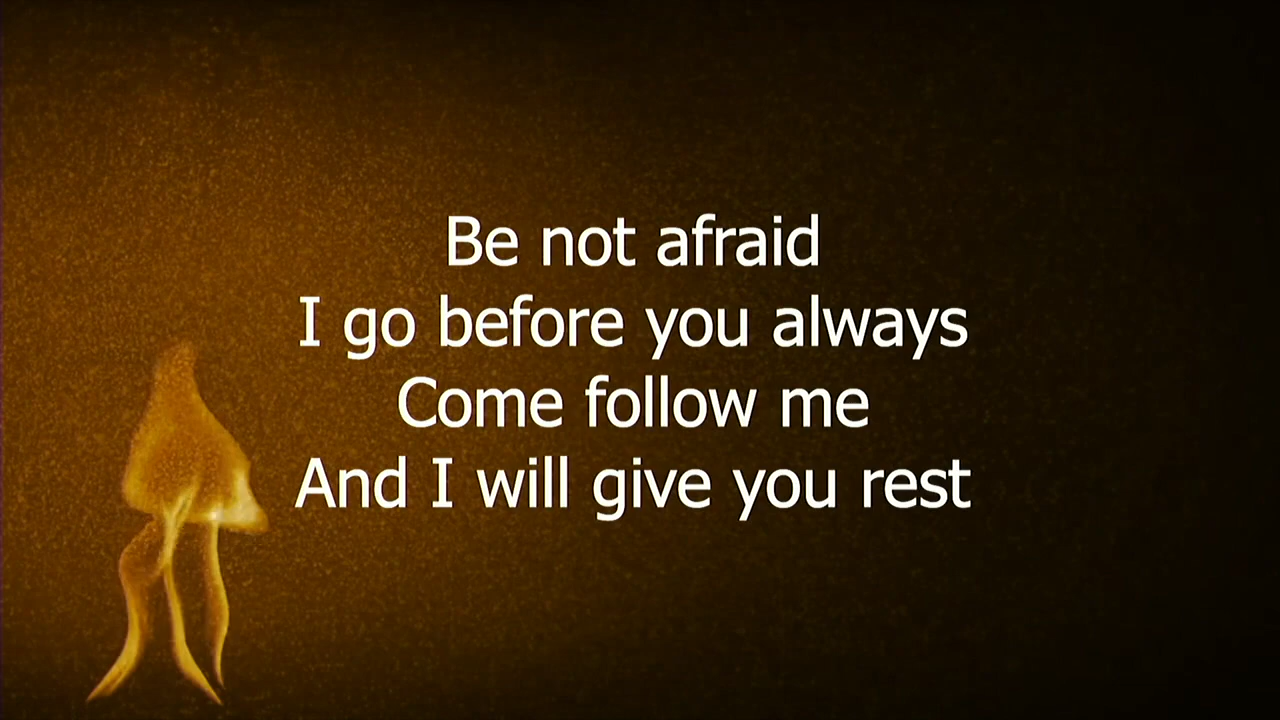 Be not afraid
I go before you always
Come follow me
And I will give you rest